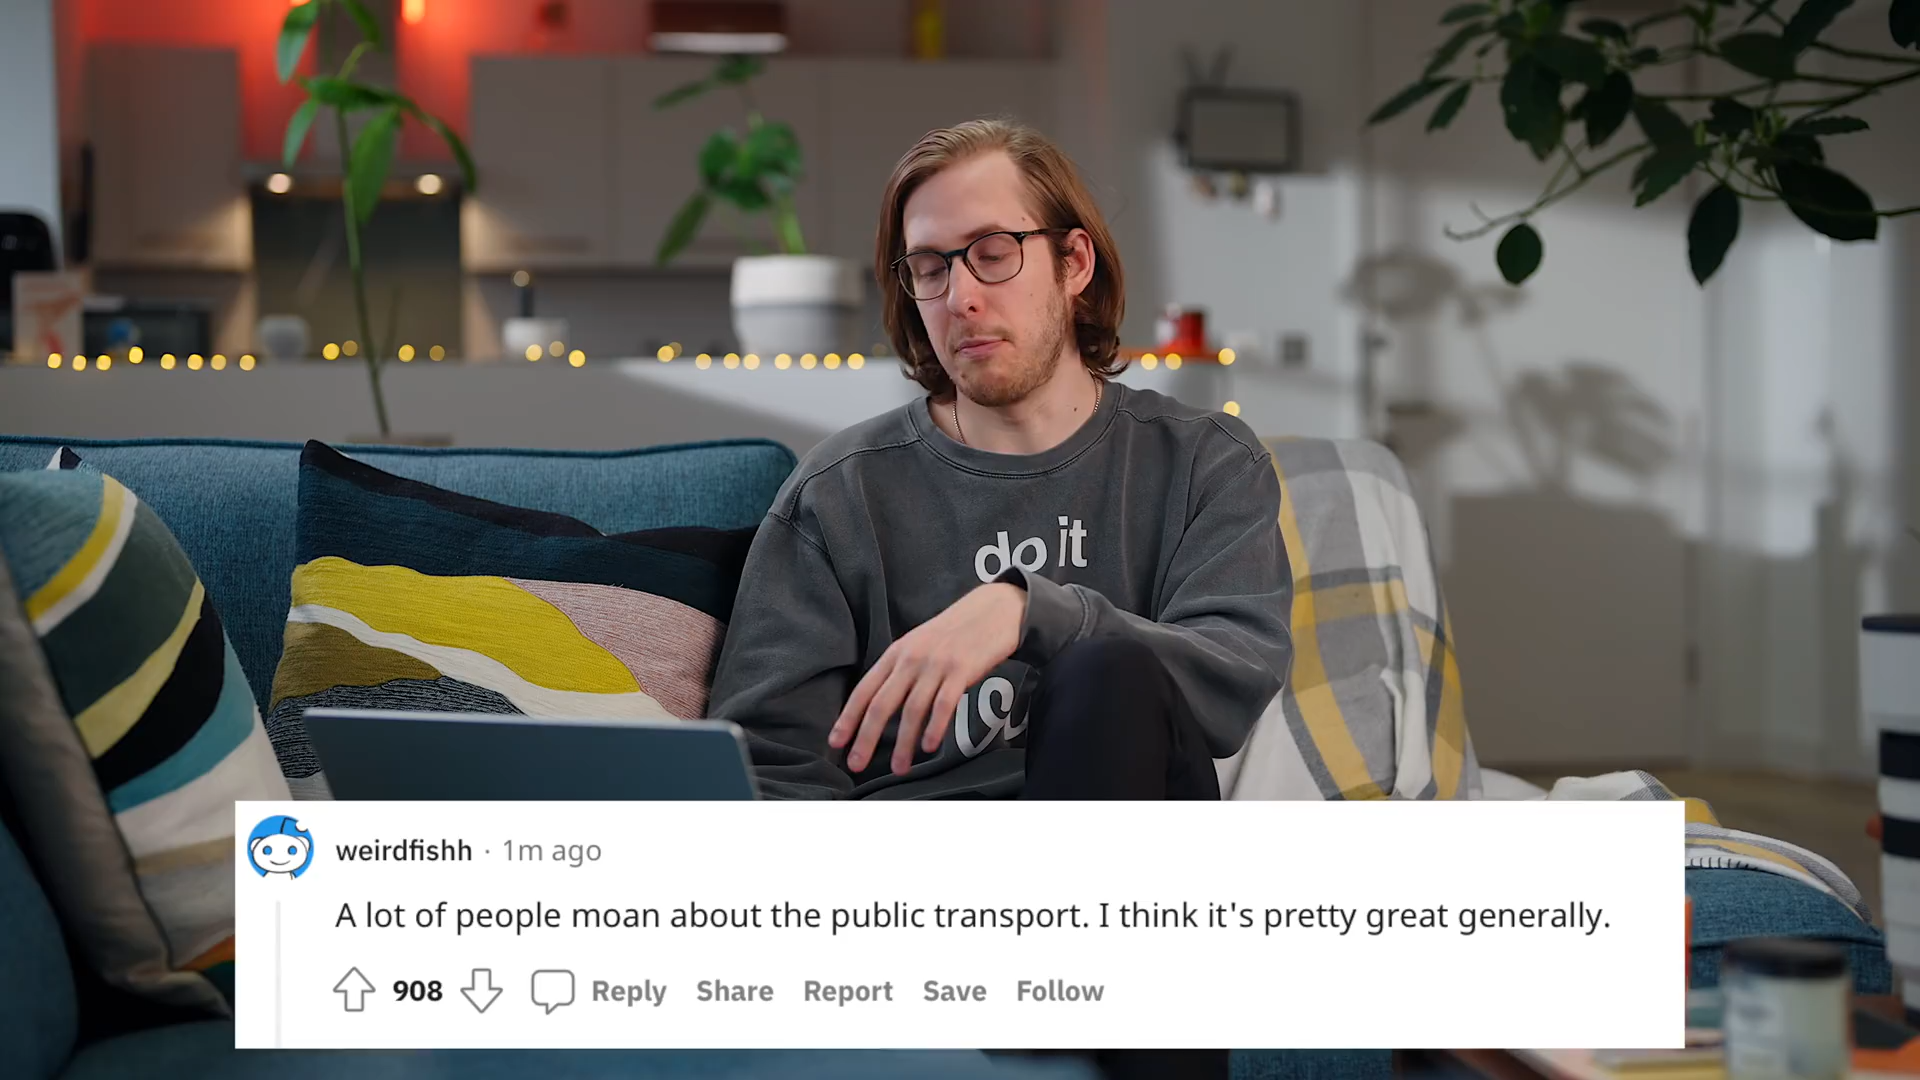 do it
weirdfishh · 1m ago
A lot of people moan about the public transport. I think it's pretty great generally.
908 Reply Share Report Save Follow